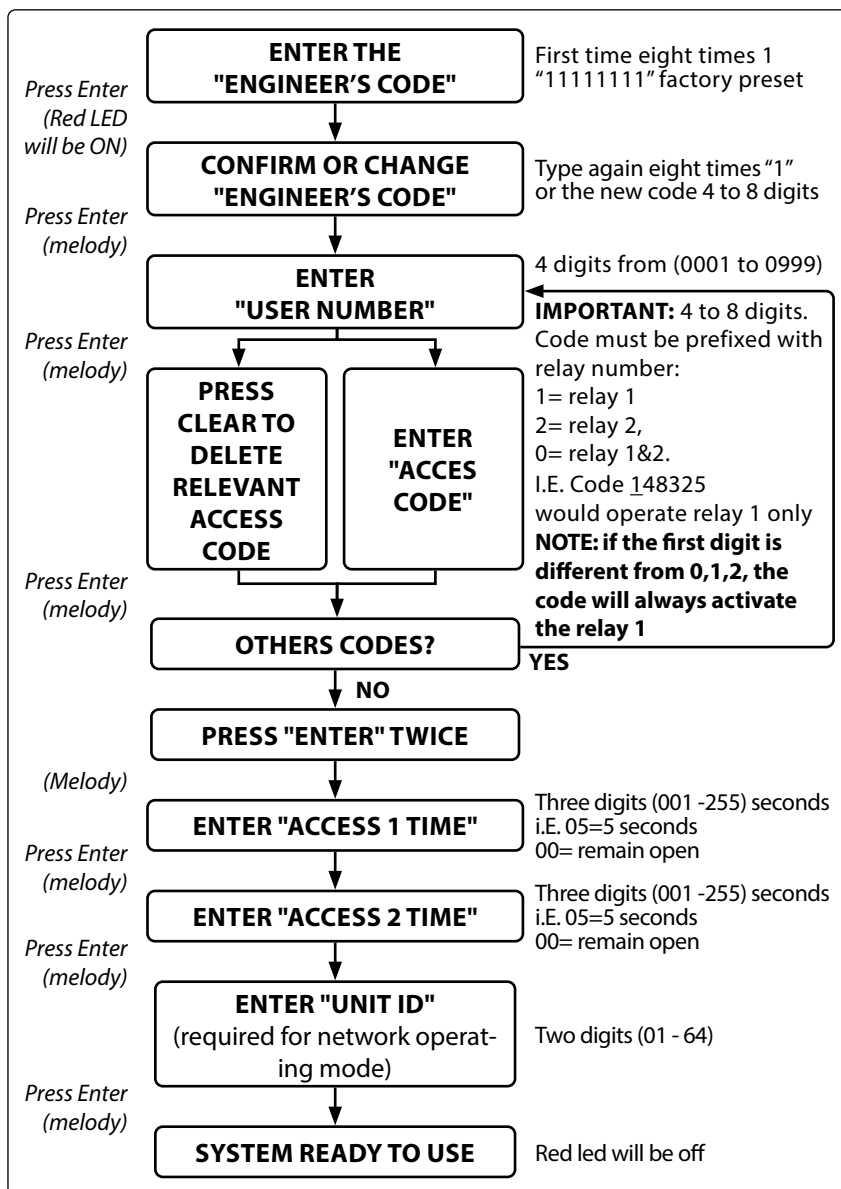 ENTER THE
"ENGINEER’S CODE"
First time eight times 1
“11111111” factory preset
Press Enter
(Red LED
will be ON)
CONFIRM OR CHANGE
"ENGINEER’S CODE"
Type again eight times “1”
or the new code 4 to 8 digits
Press Enter
(melody)
ENTER
"USER NUMBER"
4 digits from (0001 to 0999)
Press Enter
(melody)
PRESS
CLEAR TO
DELETE
RELEVANT
ACCESS
CODE
ENTER
"ACCES
CODE"
IMPORTANT: 4 to 8 digits.
Code must be prefixed with
relay number:
1= relay 1
2= relay 2,
0= relay 1&2.
I.E. Code 148325
would operate relay 1 only
NOTE: if the first digit is
different from 0,1,2, the
code will always activate
the relay 1
Press Enter
(melody)
OTHERS CODES?
YES
NO
PRESS "ENTER" TWICE
(Melody)
ENTER "ACCESS 1 TIME"
Three digits (001 -255) seconds
i.E. 05=5 seconds
00= remain open
Press Enter
(melody)
ENTER "ACCESS 2 TIME"
Three digits (001 -255) seconds
i.E. 05=5 seconds
00= remain open
Press Enter
(melody)
ENTER "UNIT ID"
(required for network operat-
ing mode)
Two digits (01 - 64)
Press Enter
(melody)
SYSTEM READY TO USE
Red led will be off